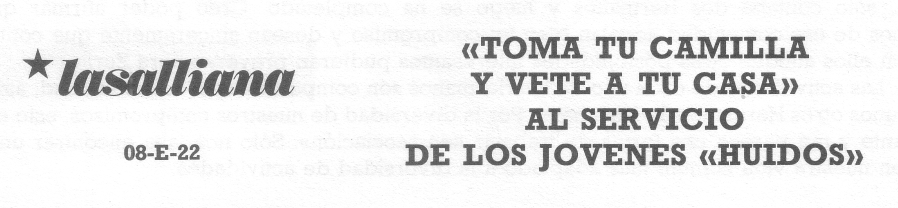 «TOMA TU CAMILLA
lasalliana
Y VETE A TU CASA»
AL SERVICIO
08-E-22
DE LOS JOVENES «HUIDOS»